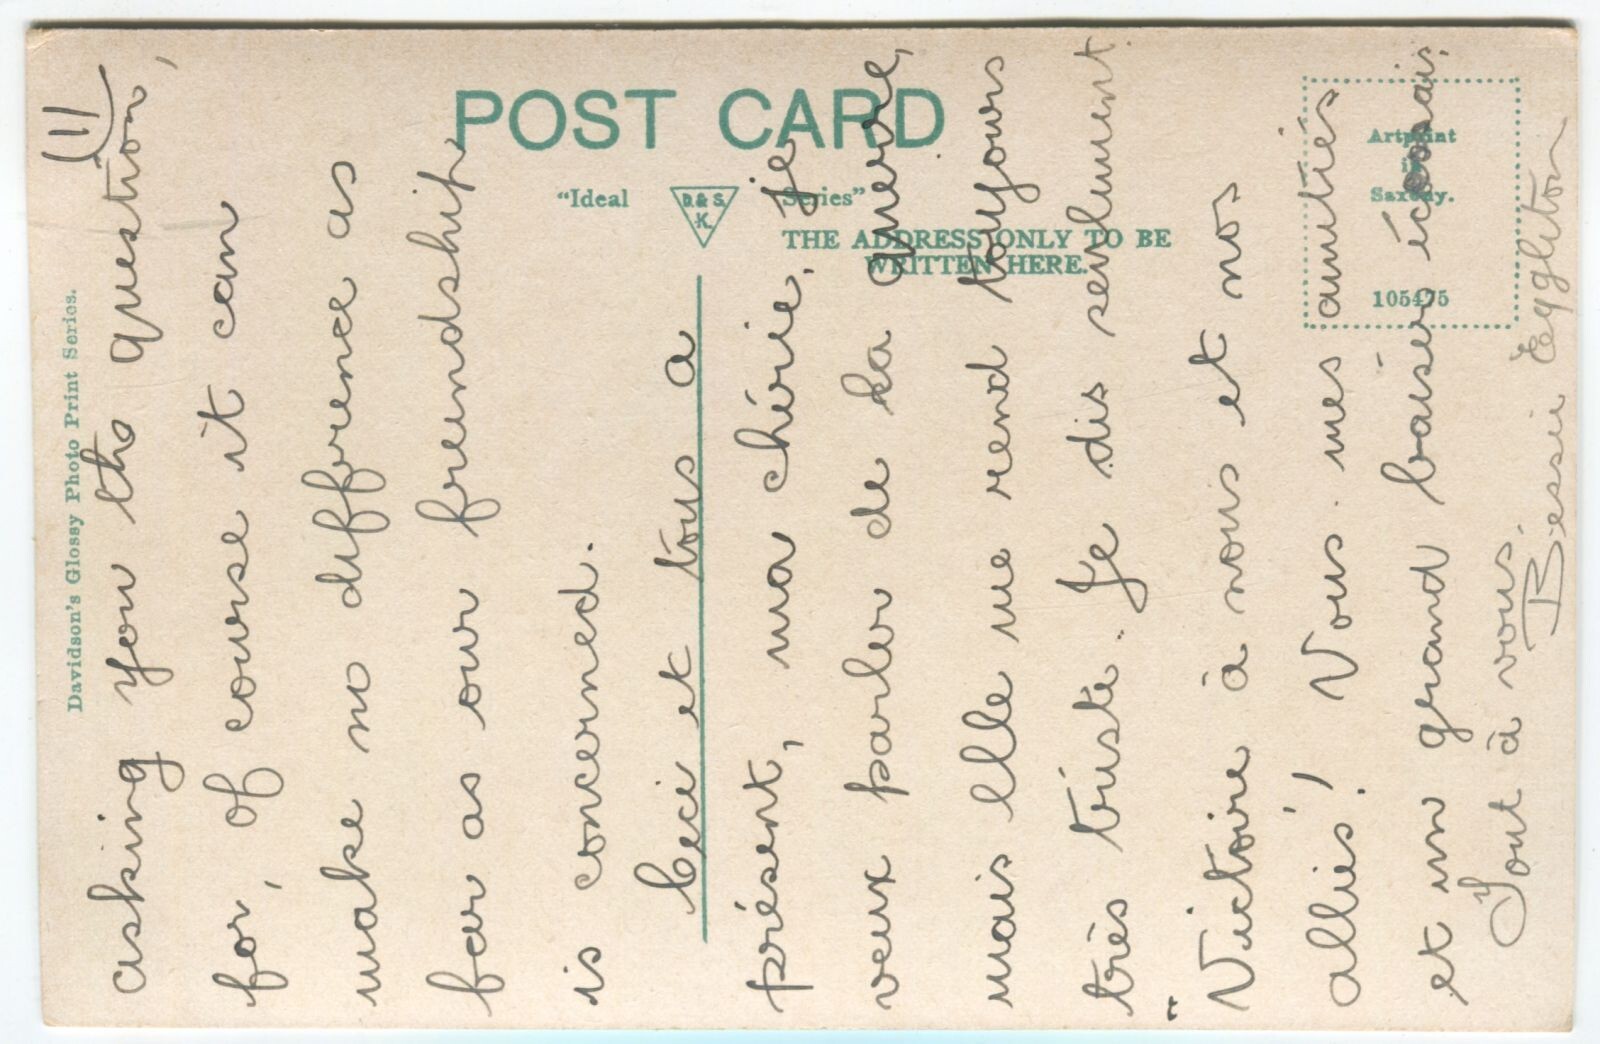 11
asking you the question,
for, of course it can
make no difference as
far as our freindship
is concerned.
Ceci et tous a
présent, ma chérie, je
veux parler de la guerre,
mais elle me rend toujours
très triste. Je dis seulement
"Victoire à nous et nos
alliés! Vous mes amitiés
et un grand baiser écossais.
Tout à vous.
Bessie Eggleton
Davidson's Glossy Photo Print Series.
POST CARD
"Ideal Series"
D & S.
K.
THE ADDRESS ONLY TO BE
WRITTEN HERE.
Artprint
in
Saxony.
105475